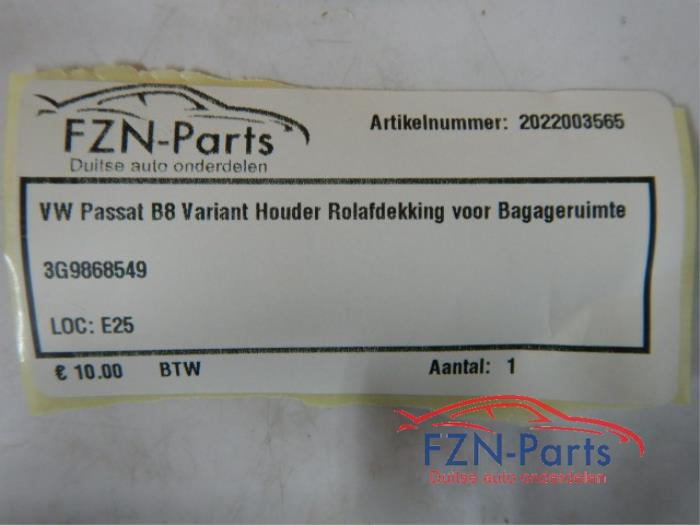 FZN-Parts
Duitse auto onderdelen
Artikelnummer: 2022003565
VW Passat B8 Variant Houder Rolafdekking voor Bagageruimte
3G9868549
LOC: E25
€ 10.00 BTW Aantal: 1
FZN-Parts
Duitse auto onderdelen